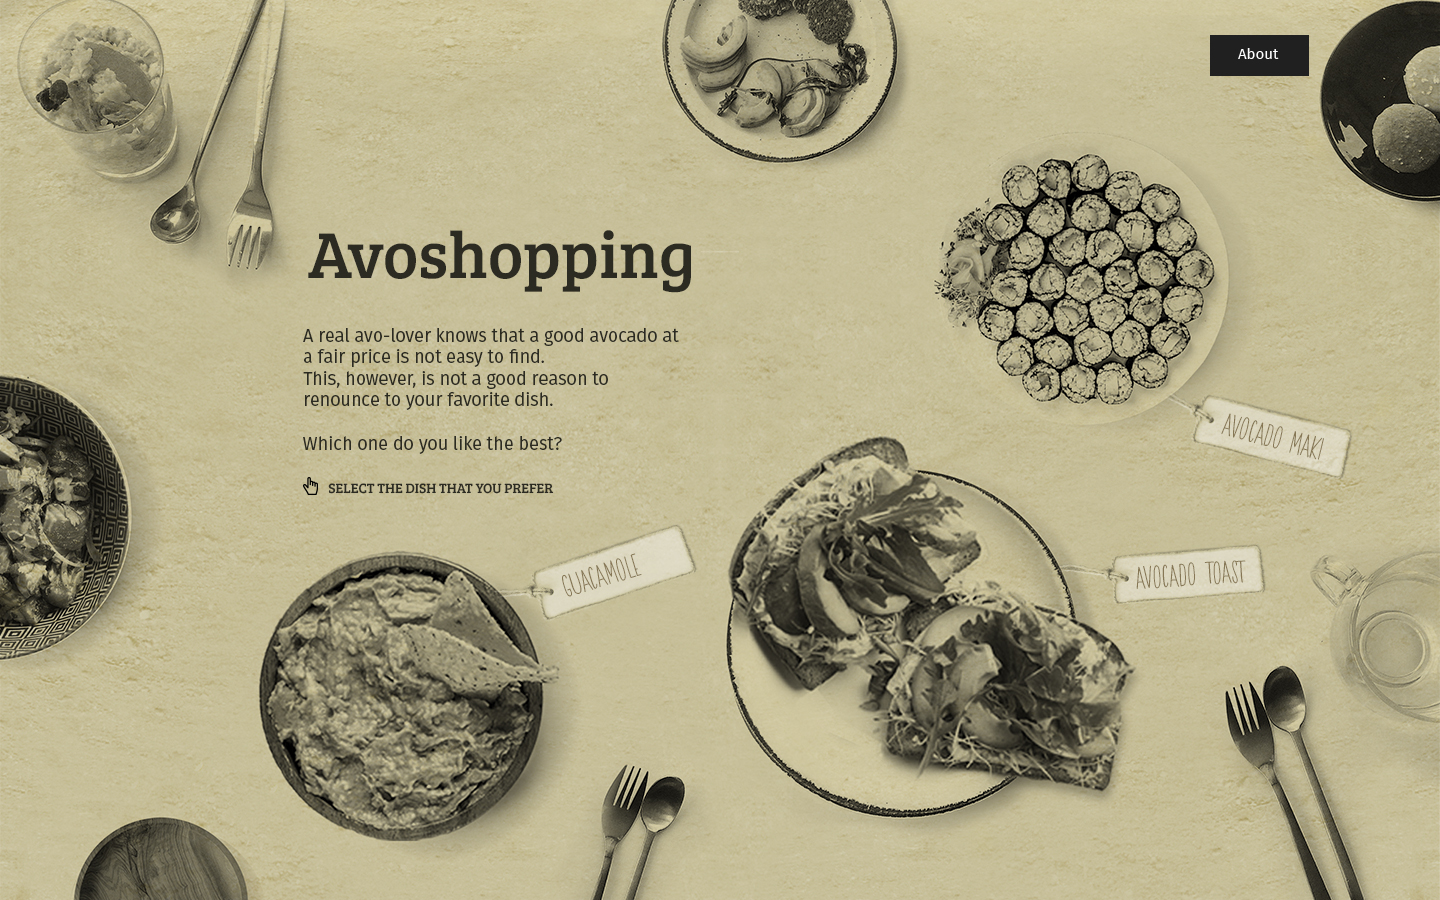 About
Avoshopping
A real avo-lover knows that a good avocado at
a fair price is not easy to find.
This, however, is not a good reason to
renounce to your favorite dish.
Which one do you like the best?
SELECT THE DISH THAT YOU PREFER
AVOCADO MAKI
GUACAMOLE
AVOCADO TOAST